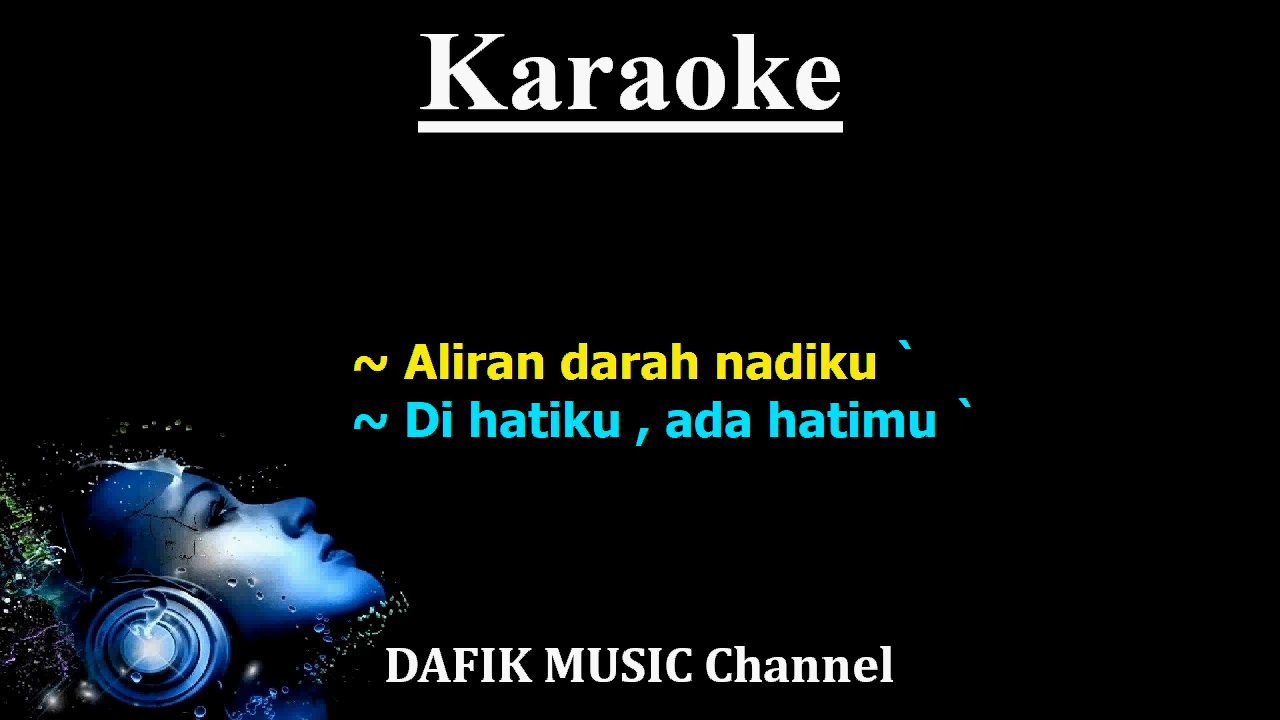 Karaoke
~ Aliran darah nadiku `
~ Di hatiku , ada hatimu `
DAFIK MUSIC Channel